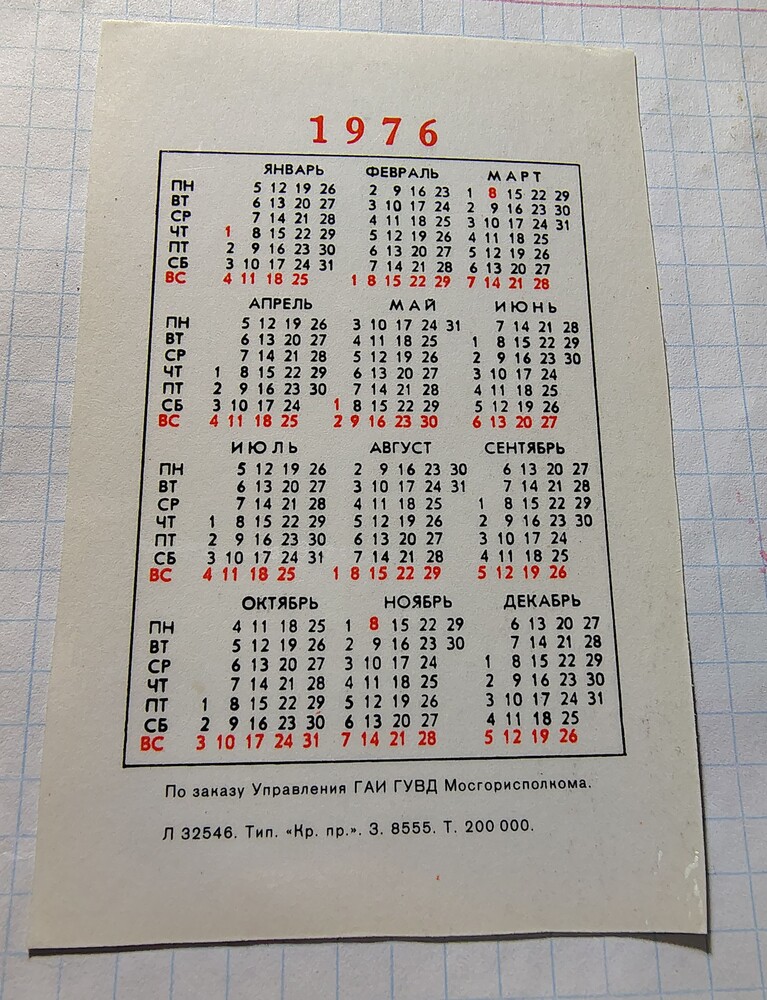 1976
ЯНВАРЬ ФЕВРАЛЬ МАРТ
ПН 5 12 19 26 2 9 16 23 1 8 15 22 29
ВТ 6 13 20 27 3 10 17 24 2 9 16 23 30
СР 7 14 21 28 4 11 18 25 3 10 17 24 31
ЧТ 1 8 15 22 29 5 12 19 26 4 11 18 25
ПТ 2 9 16 23 30 6 13 20 27 5 12 19 26
СБ 3 10 17 24 31 7 14 21 28 6 13 20 27
ВС 4 11 18 25 1 8 15 22 29 7 14 21 28
АПРЕЛЬ МАЙ ИЮНЬ
ПН 5 12 19 26 3 10 17 24 31 7 14 21 28
ВТ 6 13 20 27 4 11 18 25 1 8 15 22 29
СР 7 14 21 28 5 12 19 26 2 9 16 23 30
ЧТ 1 8 15 22 29 6 13 20 27 3 10 17 24
ПТ 2 9 16 23 30 7 14 21 28 4 11 18 25
СБ 3 10 17 24 1 8 15 22 29 5 12 19 26
ВС 4 11 18 25 2 9 16 23 30 6 13 20 27
ИЮЛЬ АВГУСТ СЕНТЯБРЬ
ПН 5 12 19 26 2 9 16 23 30 6 13 20 27
ВТ 6 13 20 27 3 10 17 24 31 7 14 21 28
СР 7 14 21 28 4 11 18 25 1 8 15 22 29
ЧТ 1 8 15 22 29 5 12 19 26 2 9 16 23 30
ПТ 2 9 16 23 30 6 13 20 27 3 10 17 24
СБ 3 10 17 24 31 7 14 21 28 4 11 18 25
ВС 4 11 18 25 1 8 15 22 29 5 12 19 26
ОКТЯБРЬ НОЯБРЬ ДЕКАБРЬ
ПН 4 11 18 25 1 8 15 22 29 6 13 20 27
ВТ 5 12 19 26 2 9 16 23 30 7 14 21 28
СР 6 13 20 27 3 10 17 24 1 8 15 22 29
ЧТ 7 14 21 28 4 11 18 25 2 9 16 23 30
ПТ 1 8 15 22 29 5 12 19 26 3 10 17 24 31
СБ 2 9 16 23 30 6 13 20 27 4 11 18 25
ВС 3 10 17 24 31 7 14 21 28 5 12 19 26
По заказу Управления ГАИ ГУВД Мосгорисполкома.
Л 32546. Тип. «Кр. пр.». З. 8555. Т. 200 000.